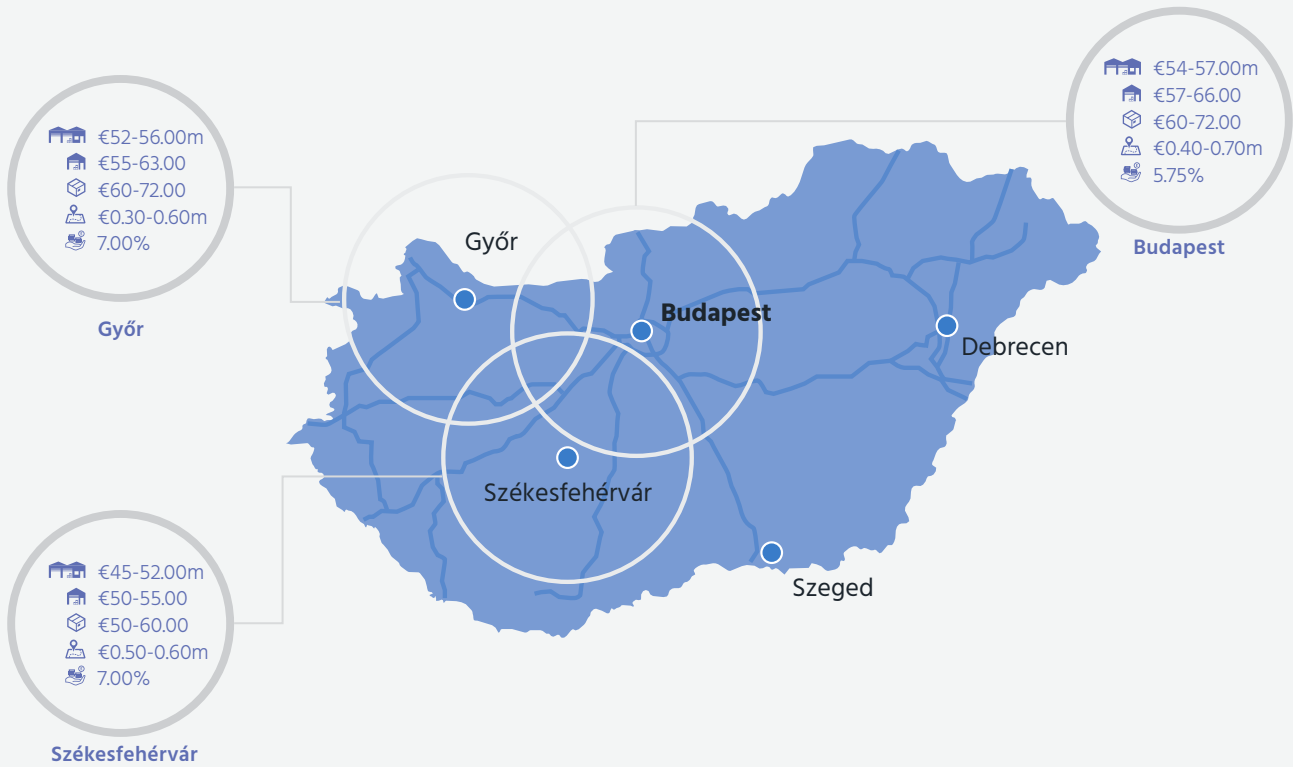 €54-57.00m
€57-66.00
€60-72.00
€0.40-0.70m
5.75%
Budapest
€52-56.00m
€55-63.00
€60-72.00
€0.30-0.60m
7.00%
Győr
Győr
Budapest
Debrecen
Székesfehérvár
Szeged
€45-52.00m
€50-55.00
€50-60.00
€0.50-0.60m
7.00%
Székesfehérvár